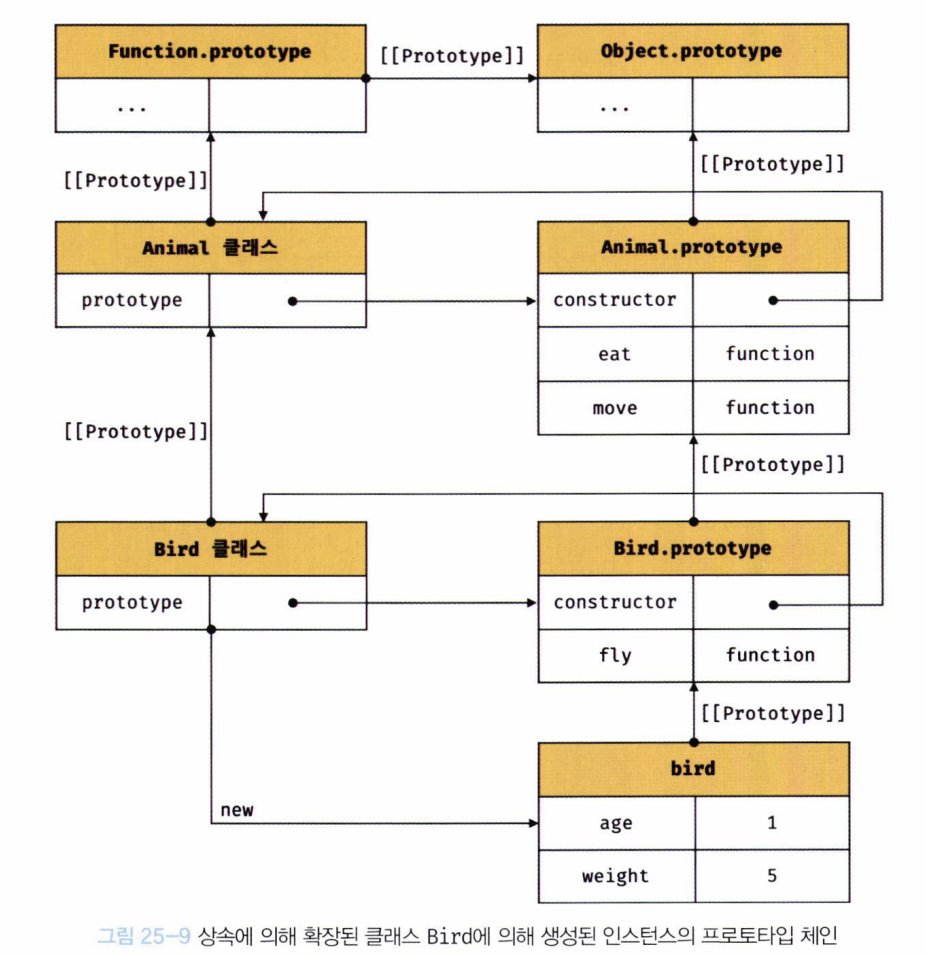 Function.prototype
[[Prototype]]
Object.prototype
...
...
[[Prototype]]
[[Prototype]]
Animal 클래스
Animal.prototype
prototype
constructor
eat function
move function
[[Prototype]]
[[Prototype]]
Bird 클래스
Bird.prototype
prototype
constructor
fly function
[[Prototype]]
bird
new
age 1
weight 5
그림 25-9 상속에 의해 확장된 클래스 Bird에 의해 생성된 인스턴스의 프로토타입 체인